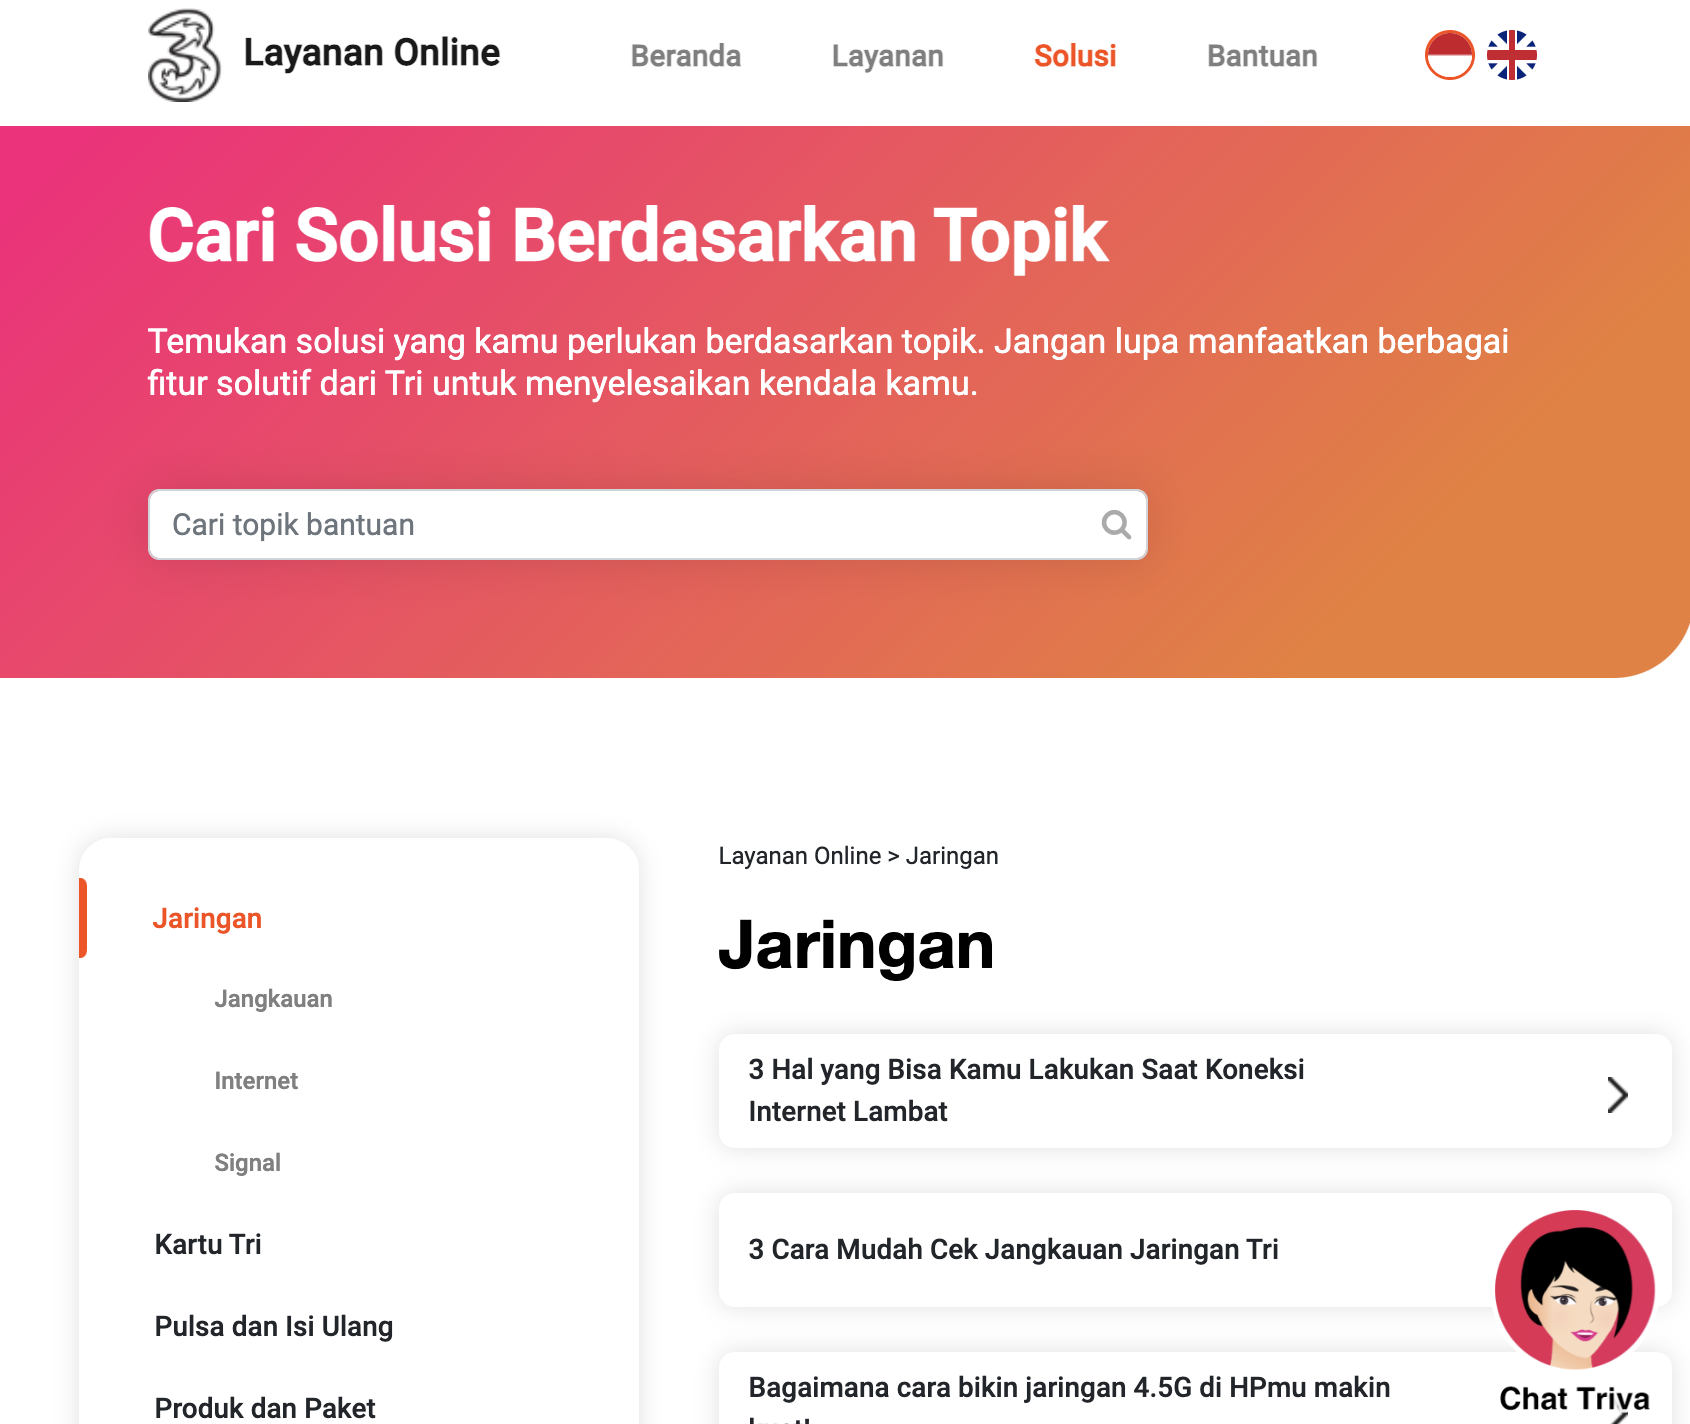 Layanan Online
Beranda
Layanan
Solusi
Bantuan
Cari Solusi Berdasarkan Topik
Temukan solusi yang kamu perlukan berdasarkan topik. Jangan lupa manfaatkan berbagai
fitur solutif dari Tri untuk menyelesaikan kendala kamu.
Cari topik bantuan
Jaringan
Jangkauan
Internet
Signal
Kartu Tri
Pulsa dan Isi Ulang
Produk dan Paket
Layanan Online > Jaringan
Jaringan
3 Hal yang Bisa Kamu Lakukan Saat Koneksi
Internet Lambat
3 Cara Mudah Cek Jangkauan Jaringan Tri
Bagaimana cara bikin jaringan 4.5G di HPmu makin
Chat Triva